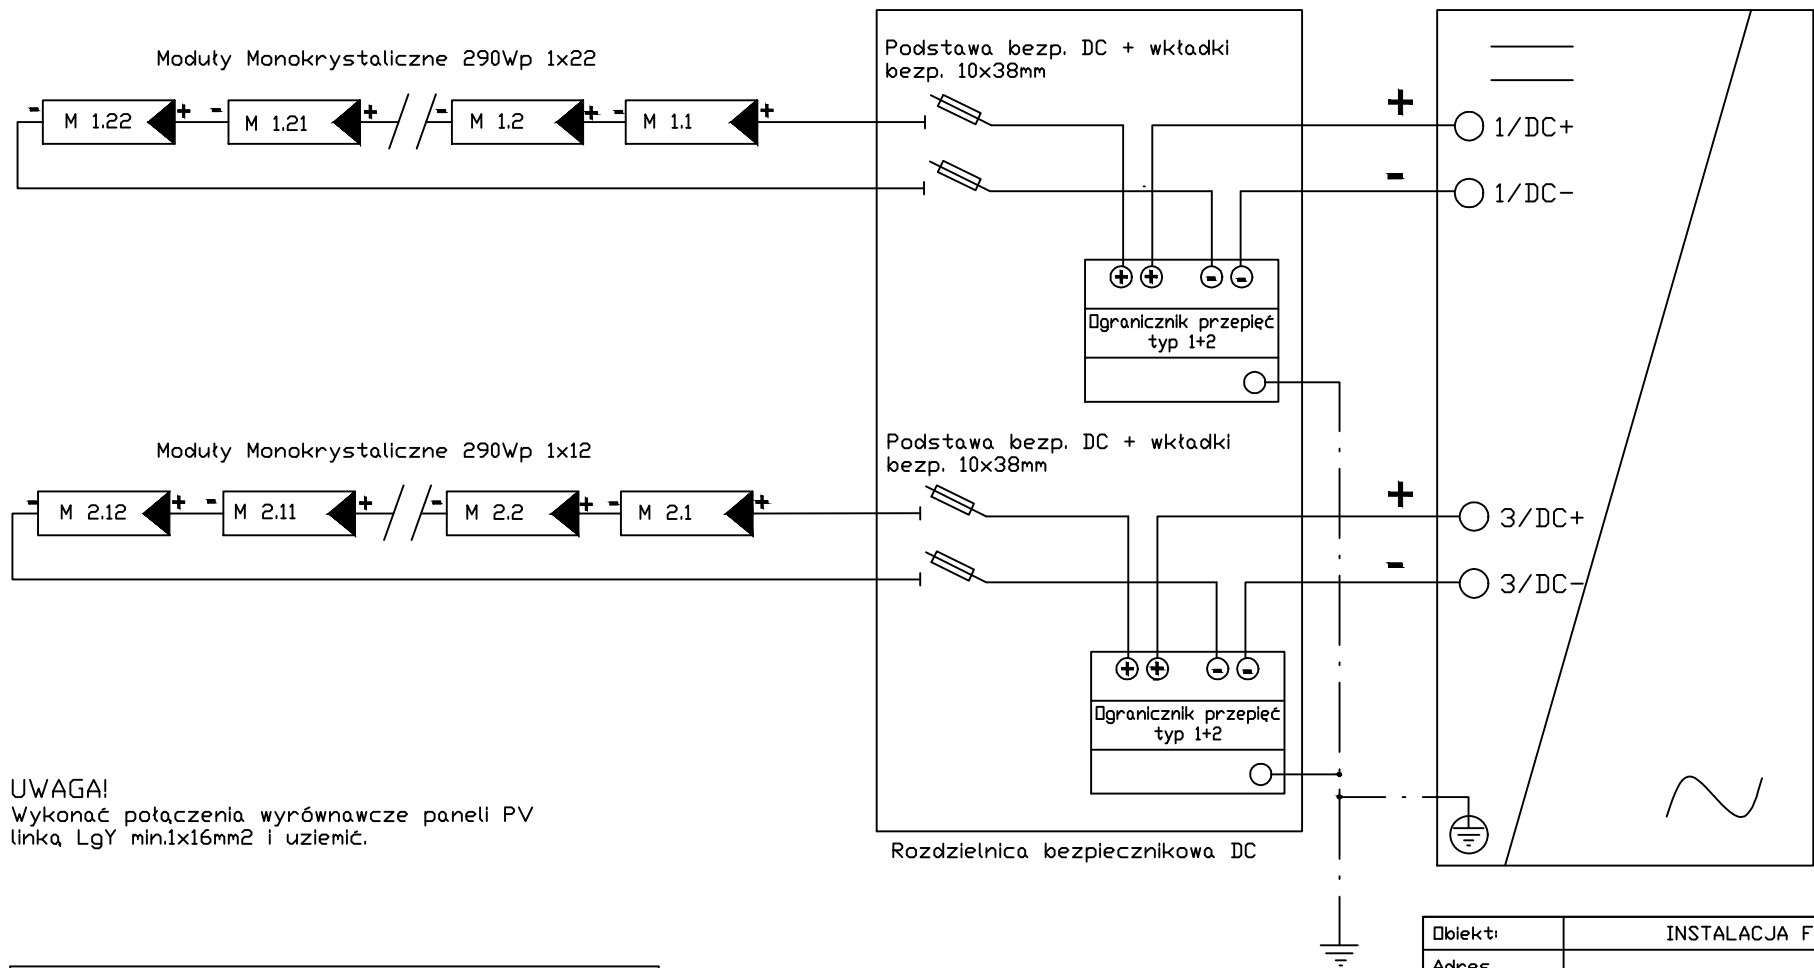 Moduły Monokrystaliczne 290Wp 1x22
- M 1.22 + - M 1.21 + - M 1.2 + - M 1.1 +
Podstawa bezp. DC + wkładki
bezp. 10x38mm
+ 1/DC+
- 1/DC-
+ + - -
Ogranicznik przepięć
typ 1+2
Moduły Monokrystaliczne 290Wp 1x12
- M 2.12 + - M 2.11 + - M 2.2 + - M 2.1 +
Podstawa bezp. DC + wkładki
bezp. 10x38mm
+ 3/DC+
- 3/DC-
+ + - -
Ogranicznik przepięć
typ 1+2
UWAGA!
Wykonać połączenia wyrównawcze paneli PV
linką LgY min.1x16mm2 i uziemić.
Rozdzielnica bezpiecznikowa DC
Obiekt: INSTALACJA F
Adres